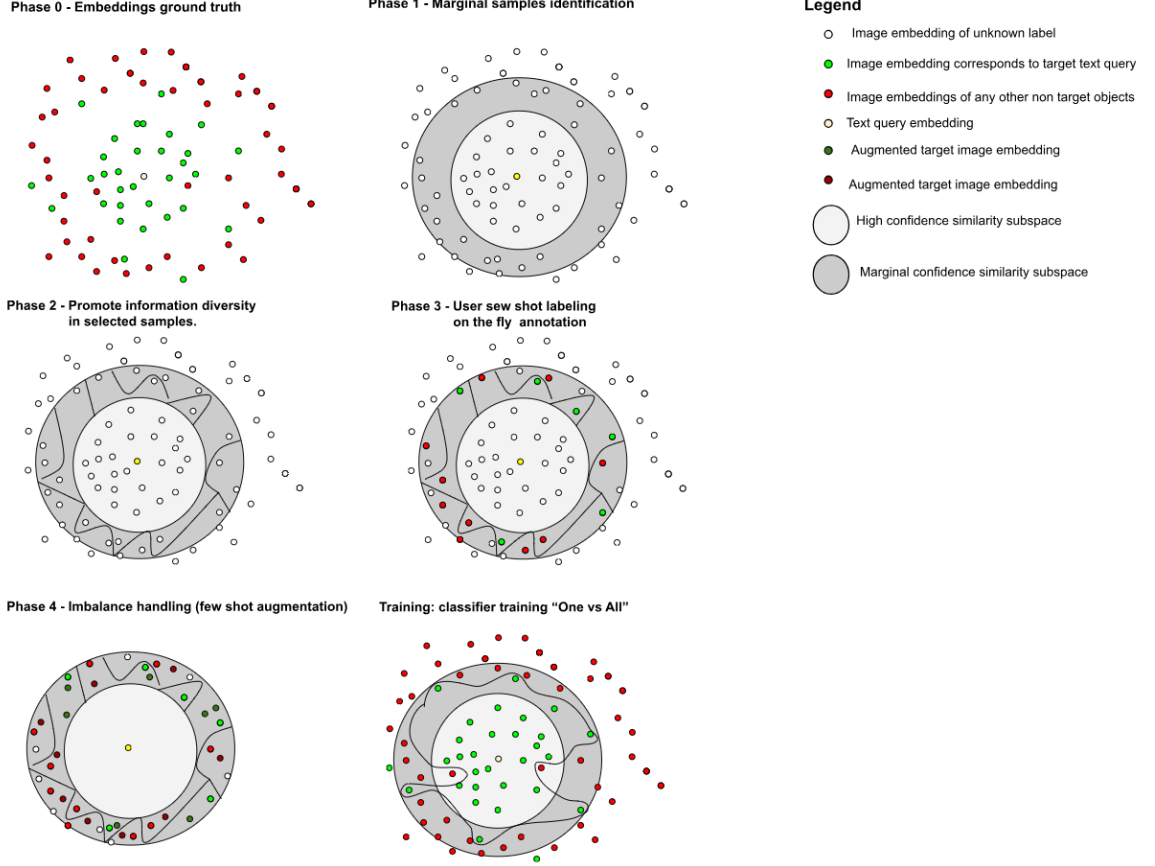 Phase 0 - Embeddings ground truth
Phase 1 - Marginal samples identification
Legend
Image embedding of unknown label
Image embedding corresponds to target text query
Image embeddings of any other non target objects
Text query embedding
Augmented target image embedding
Augmented target image embedding
High confidence similarity subspace
Marginal confidence similarity subspace
Phase 2 - Promote information diversity
in selected samples.
Phase 3 - User sew shot labeling
on the fly annotation
Phase 4 - Imbalance handling (few shot augmentation)
Training: classifier training “One vs All”